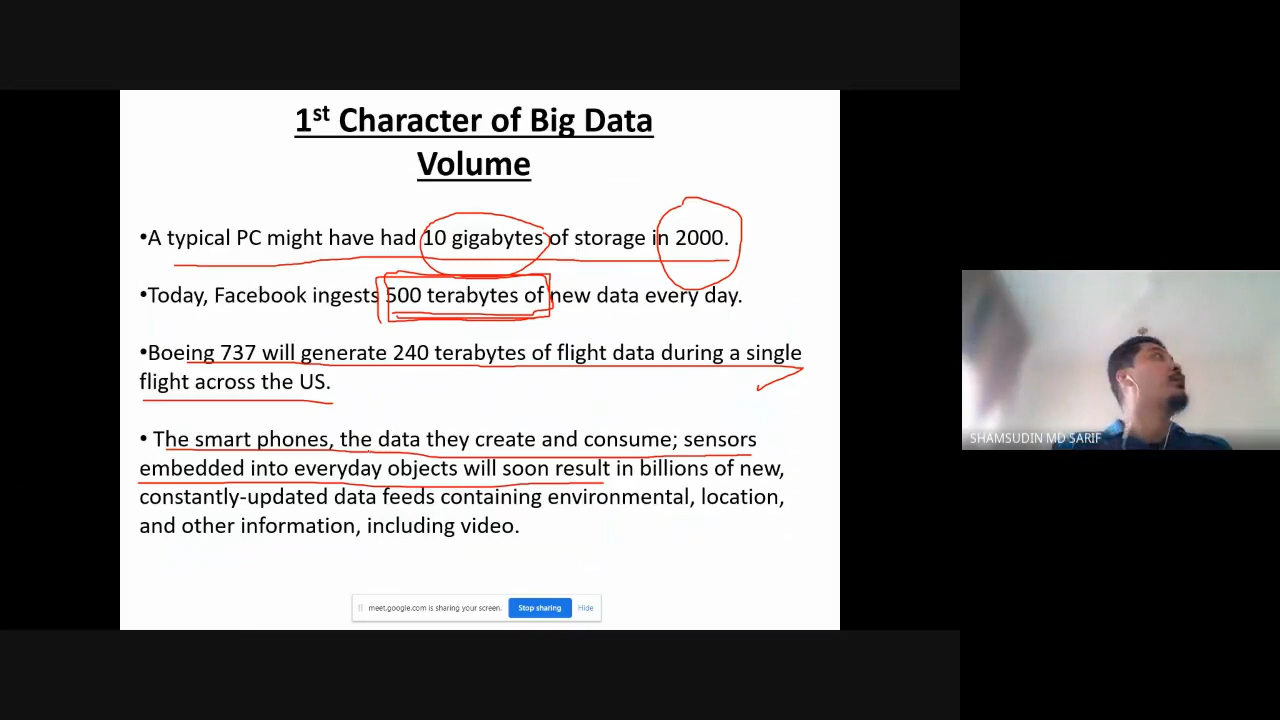 1st Character of Big Data
Volume
•A typical PC might have had 10 gigabytes of storage in 2000.
•Today, Facebook ingests 500 terabytes of new data every day.
•Boeing 737 will generate 240 terabytes of flight data during a single
flight across the US.
• The smart phones, the data they create and consume; sensors
embedded into everyday objects will soon result in billions of new,
constantly-updated data feeds containing environmental, location,
and other information, including video.
meet.google.com is sharing your screen. Stop sharing Hide
SHAMSUDIN MD SARIF